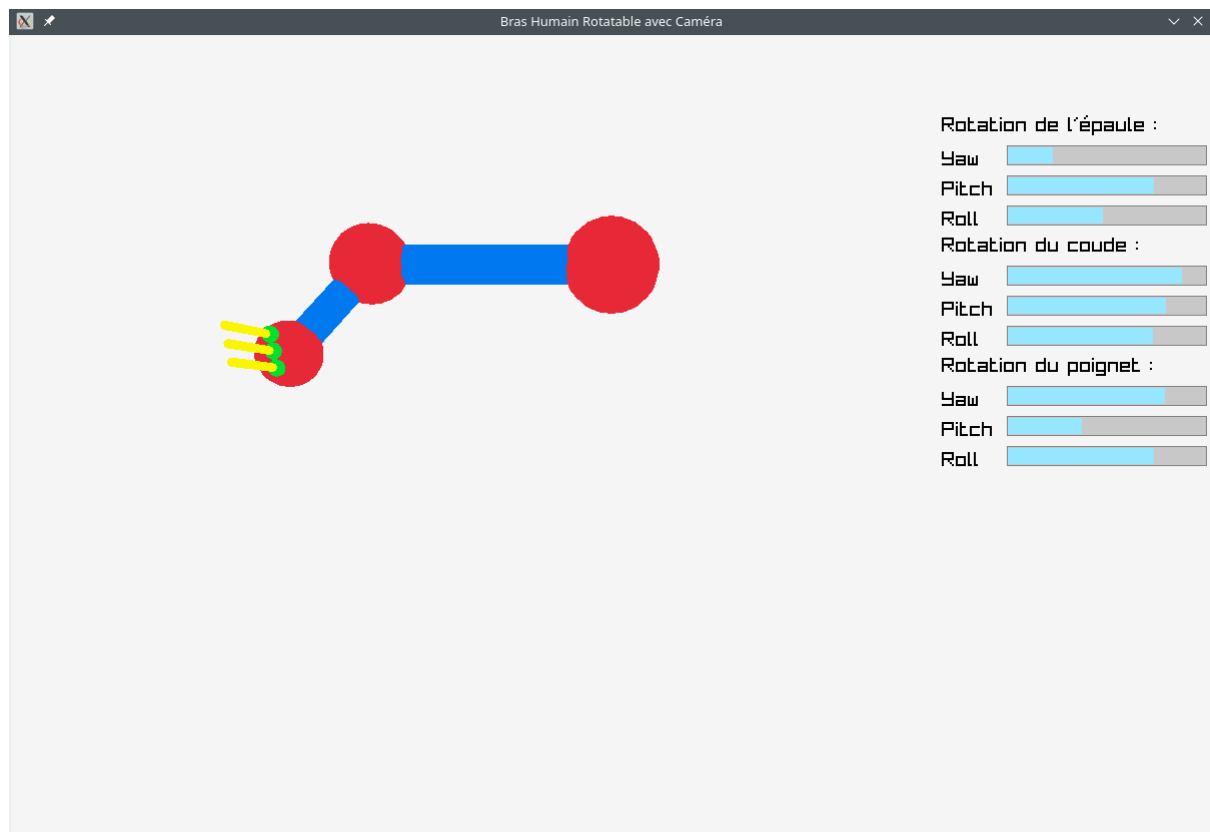 Bras Humain Rotatable avec Caméra
Rotation de l'épaule :
Yaw
Pitch
Roll
Rotation du coude :
Yaw
Pitch
Roll
Rotation du poignet :
Yaw
Pitch
Roll